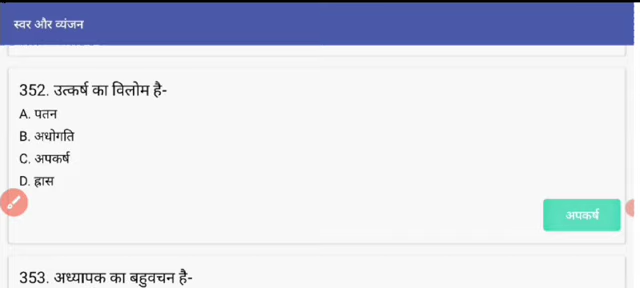 स्वर और व्यंजन
352. उत्कर्ष का विलोम है-
A. पतन
B. अधोगति
C. अपकर्ष
D. ह्रास
अपकर्ष
353. अध्यापक का बहुवचन है-